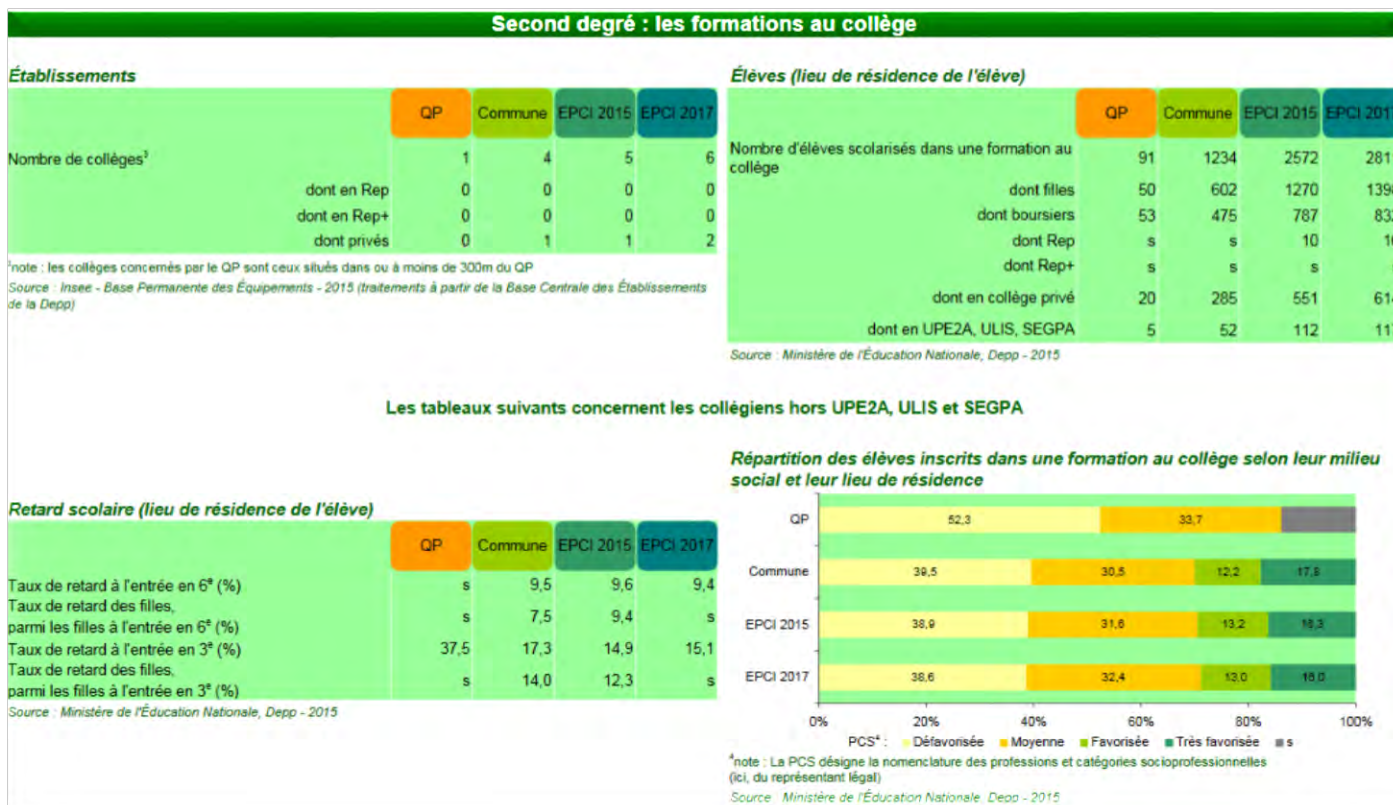 Second degré : les formations au collège
Établissements
QP Commune EPCI 2015 EPCI 2017
Nombre de collèges³ 1 4 5 6
dont en Rep 0 0 0 0
dont en Rep+ 0 0 0 0
dont privés 0 1 1 2
³note : les collèges concernés par le QP sont ceux situés dans ou à moins de 300m du QP
Source : Insee - Base Permanente des Équipements - 2015 (traitements à partir de la Base Centrale des Établissements
de la Depp)
Élèves (lieu de résidence de l'élève)
QP Commune EPCI 2015 EPCI 201
Nombre d'élèves scolarisés dans une formation au
collège 91 1234 2572 281
dont filles 50 602 1270 1398
dont boursiers 53 475 787 832
dont Rep s s 10 1
dont Rep+ s s s
dont en collège privé 20 285 551 614
dont en UPE2A, ULIS, SEGPA 5 52 112 11
Source : Ministère de l'Éducation Nationale, Depp - 2015
Les tableaux suivants concernent les collégiens hors UPE2A, ULIS et SEGPA
Retard scolaire (lieu de résidence de l'élève)
QP Commune EPCI 2015 EPCI 2017
Taux de retard à l'entrée en 6ᵉ (%) s 9,5 9,6 9,4
Taux de retard des filles,
parmi les filles à l'entrée en 6ᵉ (%) s 7,5 9,4 s
Taux de retard à l'entrée en 3ᵉ (%) 37,5 17,3 14,9 15,1
Taux de retard des filles,
parmi les filles à l'entrée en 3ᵉ (%) s 14,0 12,3 s
Source : Ministère de l'Éducation Nationale, Depp - 2015
Répartition des élèves inscrits dans une formation au collège selon leur milieu
social et leur lieu de résidence
QP 52,3 33,7
Commune 39,5 30,5 12,2 17,8
EPCI 2015 38,9 31,6 13,2 16,3
EPCI 2017 38,6 32,4 13,0 16,0
0% 20% 40% 60% 80% 100%
PCS⁴ : Défavorisée Moyenne Favorisée Très favorisée s
⁴note : La PCS désigne la nomenclature des professions et catégories socioprofessionnelles
(ici, du représentant légal)
Source : Ministère de l'Éducation Nationale, Depp - 2015